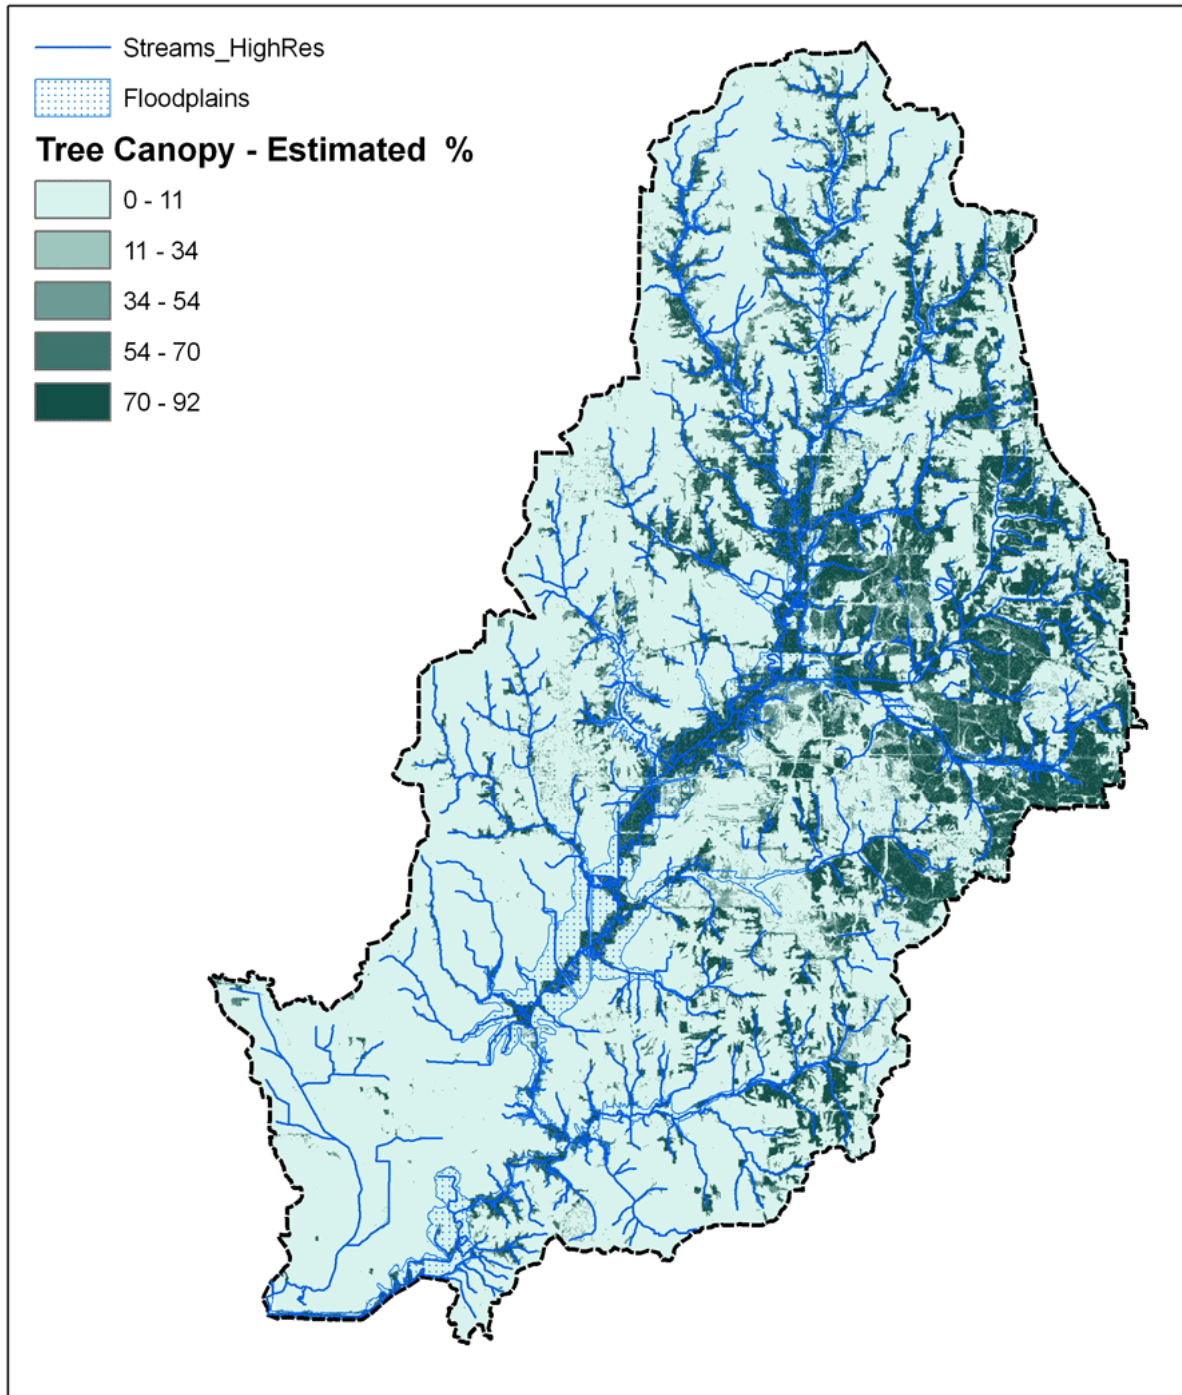 Streams_HighRes
Floodplains
Tree Canopy - Estimated %
0 - 11
11 - 34
34 - 54
54 - 70
70 - 92